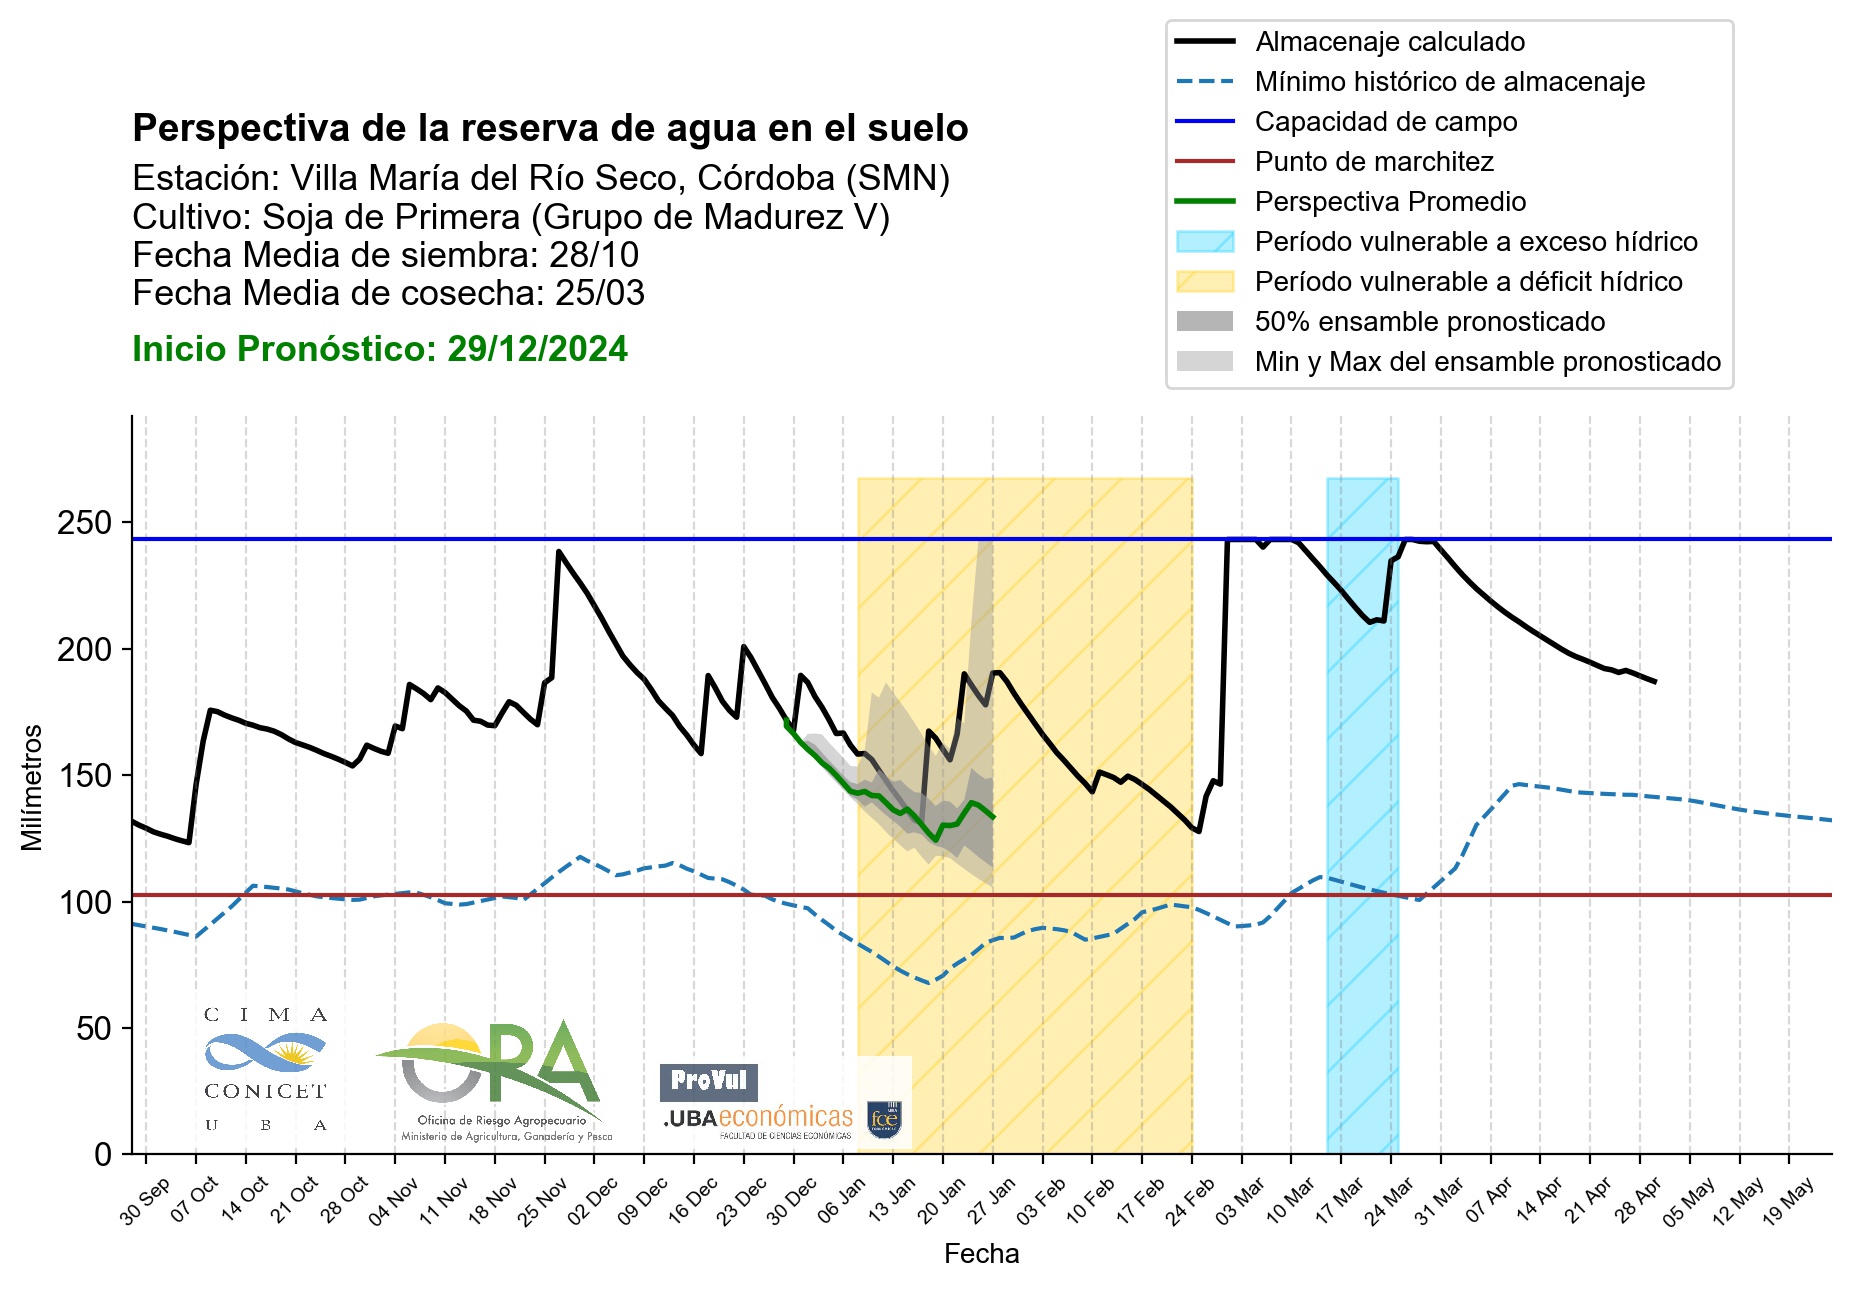 Almacenaje calculado
Mínimo histórico de almacenaje
Capacidad de campo
Punto de marchitez
Perspectiva Promedio
Período vulnerable a exceso hídrico
Período vulnerable a déficit hídrico
50% ensamble pronosticado
Min y Max del ensamble pronosticado
Perspectiva de la reserva de agua en el suelo
Estación: Villa María del Río Seco, Córdoba (SMN)
Cultivo: Soja de Primera (Grupo de Madurez V)
Fecha Media de siembra: 28/10
Fecha Media de cosecha: 25/03
Inicio Pronóstico: 29/12/2024
Milímetros
250
200
150
100
50
0
CIMA
CONICET
UBA
ORA
Oficina de Riesgo Agropecuario
Ministerio de Agricultura, Ganadería y Pesca
ProVul
.UBAeconómicas
FACULTAD DE CIENCIAS ECONÓMICAS
fce
30 Sep
07 Oct
14 Oct
21 Oct
28 Oct
04 Nov
11 Nov
18 Nov
25 Nov
02 Dec
09 Dec
16 Dec
23 Dec
30 Dec
06 Jan
13 Jan
20 Jan
27 Jan
03 Feb
10 Feb
17 Feb
24 Feb
03 Mar
10 Mar
17 Mar
24 Mar
31 Mar
07 Apr
14 Apr
21 Apr
28 Apr
05 May
12 May
19 May
Fecha